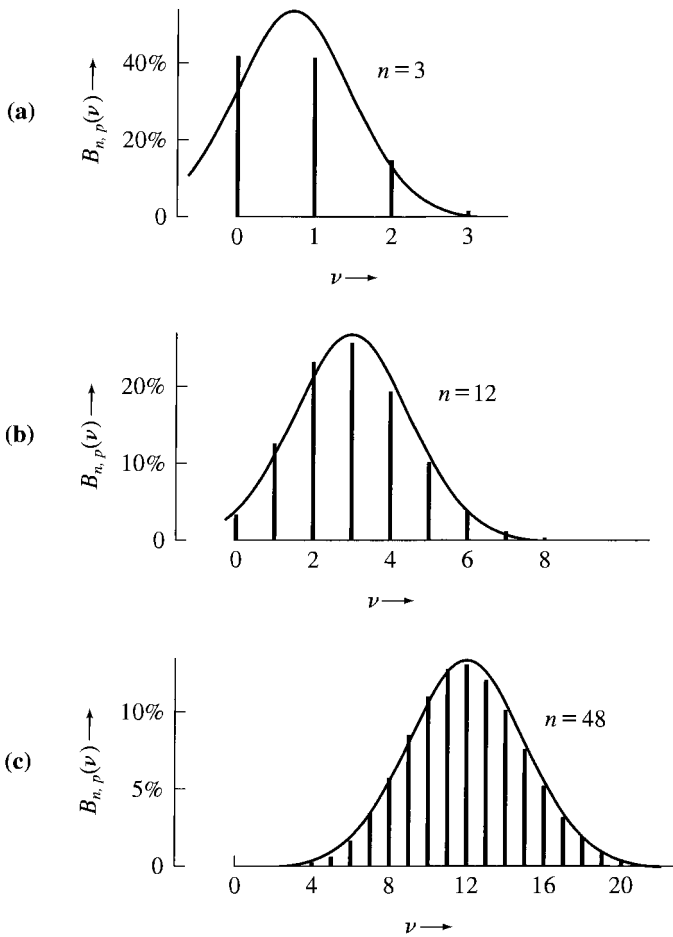 (a)
B_{n, p}(ν) →
40%
20%
0
n = 3
0 1 2 3
ν →
(b)
B_{n, p}(ν) →
20%
10%
0
n = 12
0 2 4 6 8
ν →
(c)
B_{n, p}(ν) →
10%
5%
0
n = 48
0 4 8 12 16 20
ν →